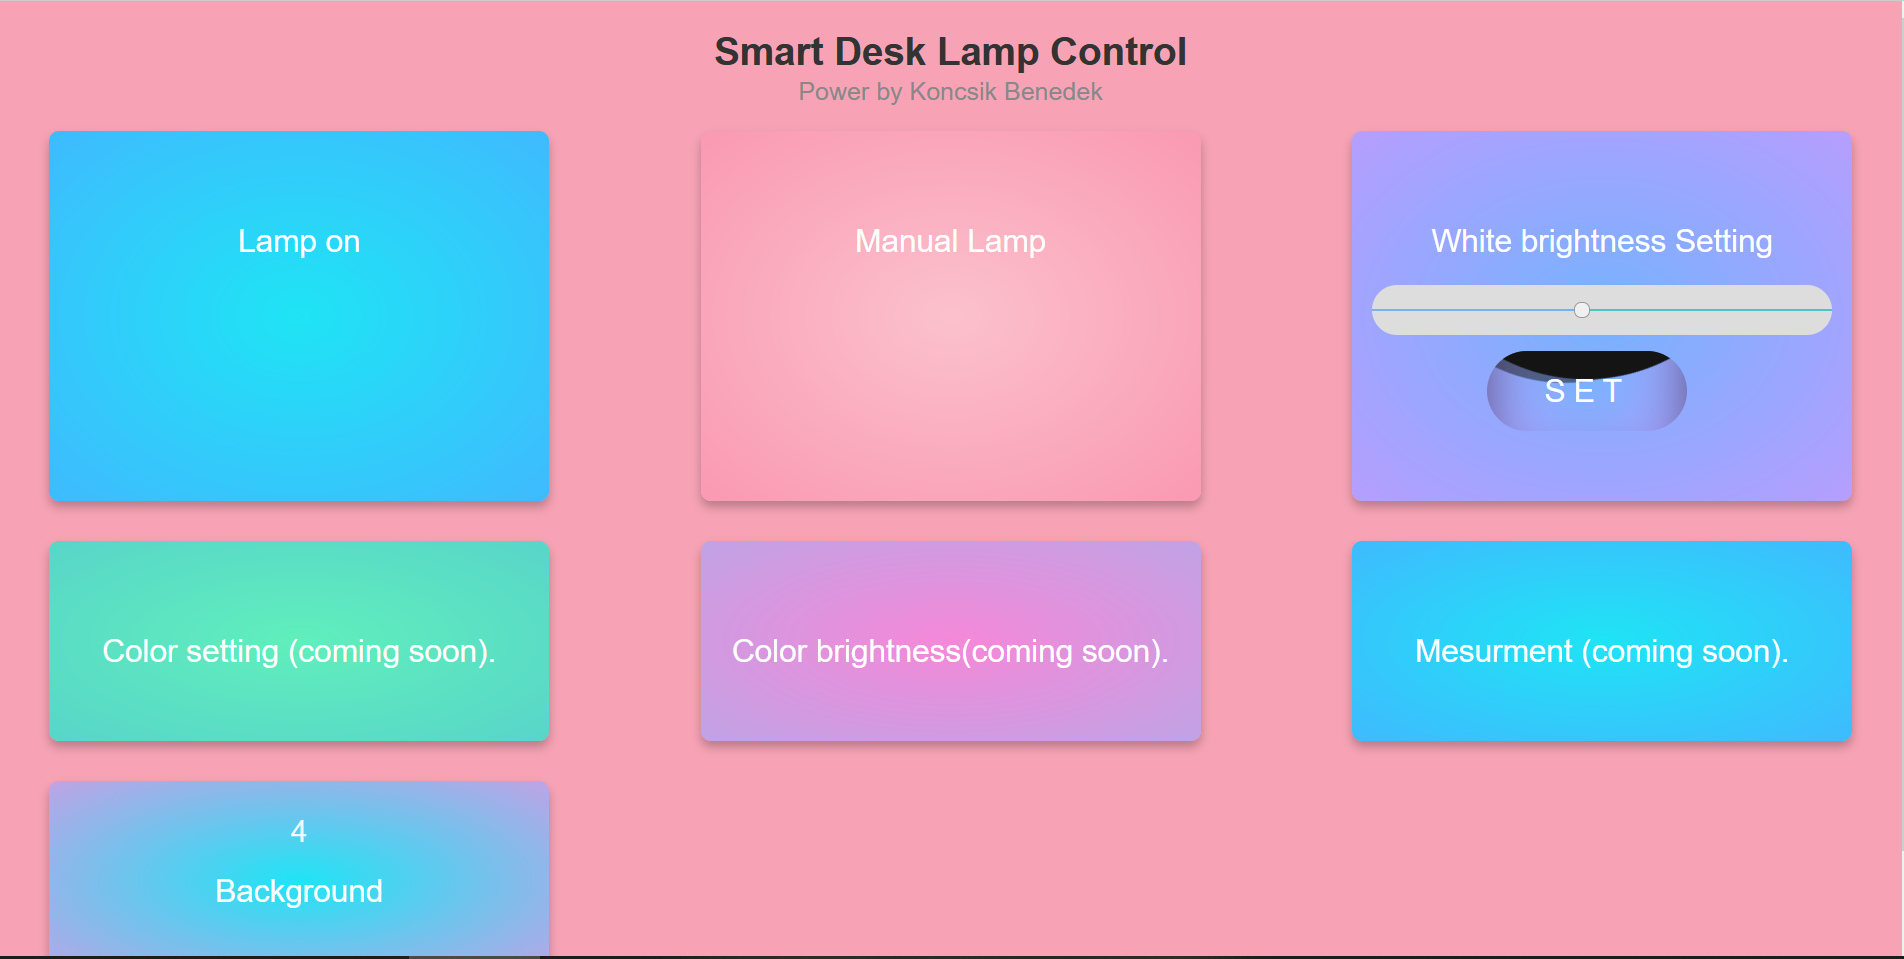 Smart Desk Lamp Control
Power by Koncsik Benedek
Lamp on
Manual Lamp
White brightness Setting
SET
Color setting (coming soon).
Color brightness(coming soon).
Mesurment (coming soon).
4
Background